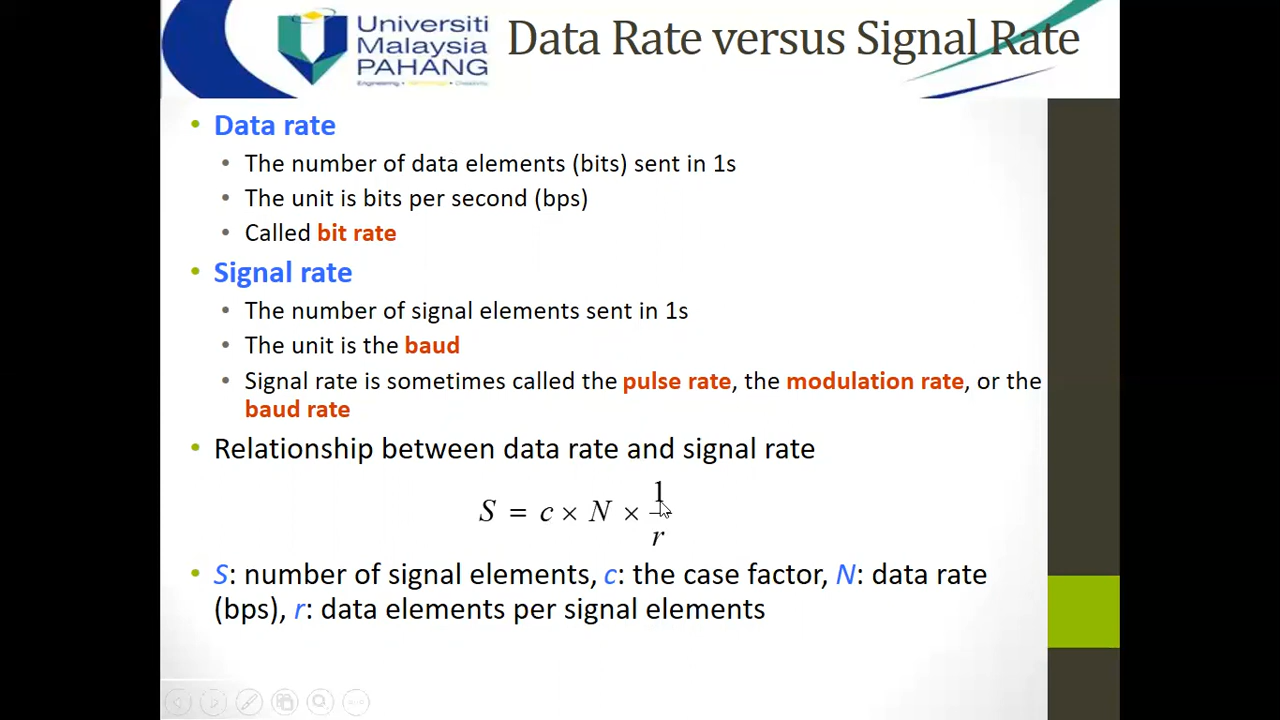 Universiti
Malaysia
PAHANG
Engineering • Technology • Creativity
Data Rate versus Signal Rate
• Data rate
• The number of data elements (bits) sent in 1s
• The unit is bits per second (bps)
• Called bit rate
• Signal rate
• The number of signal elements sent in 1s
• The unit is the baud
• Signal rate is sometimes called the pulse rate, the modulation rate, or the
baud rate
• Relationship between data rate and signal rate
S = c × N × 1/r
• S: number of signal elements, c: the case factor, N: data rate
(bps), r: data elements per signal elements